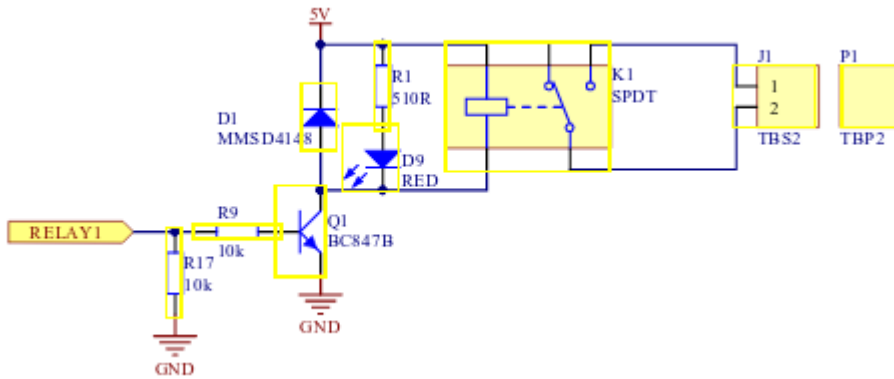 5V
J1
P1
K1
SPDT
R1
510R
1
2
D1
MMSD4148
TBS2
TBP2
D9
RED
R9
Q1
BC847B
RELAY1
10k
R17
10k
GND
GND